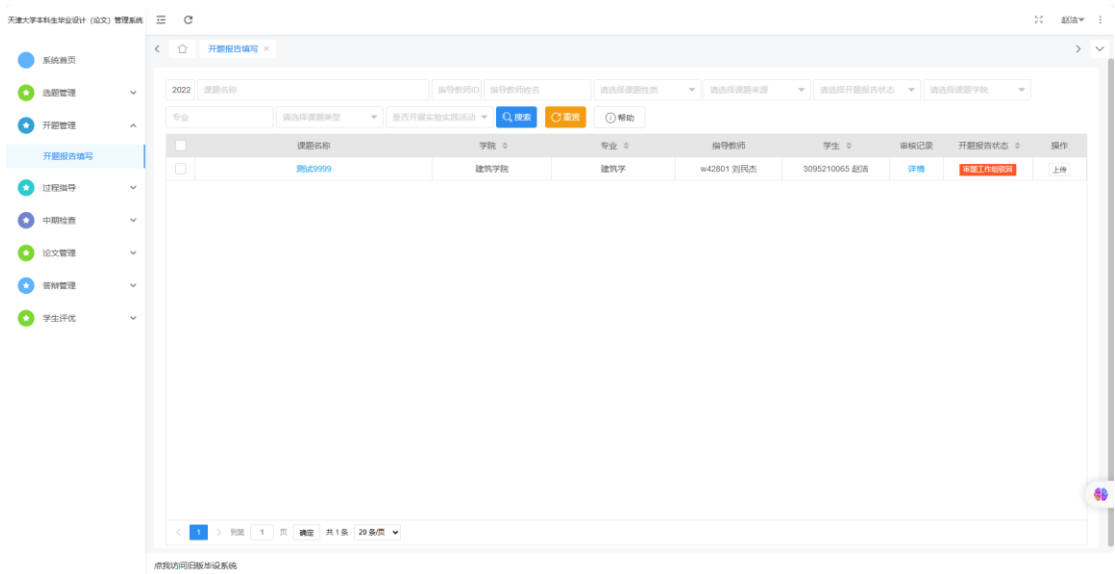 天津大学本科生毕业设计（论文）管理系统
赵洁
系统首页
开题报告填写 ×
选题管理
2022 课题名称 指导教师ID 指导教师姓名 请选择课题性质 请选择课题来源 请选择开题报告状态 请选择课题学院
开题管理
专业 请选择课题类型 是否开展实验实践活动 搜索 重置 帮助
开题报告填写
课题名称 学院 专业 指导教师 学生 审核记录 开题报告状态 操作
测试9999 建筑学院 建筑学 w42801 刘民杰 3095210065 赵洁 详情 审题工作组驳回 上传
过程指导
中期检查
论文管理
答辩管理
学生评优
1 到第 1 页 确定 共 1 条 20 条/页
点我访问旧版毕设系统